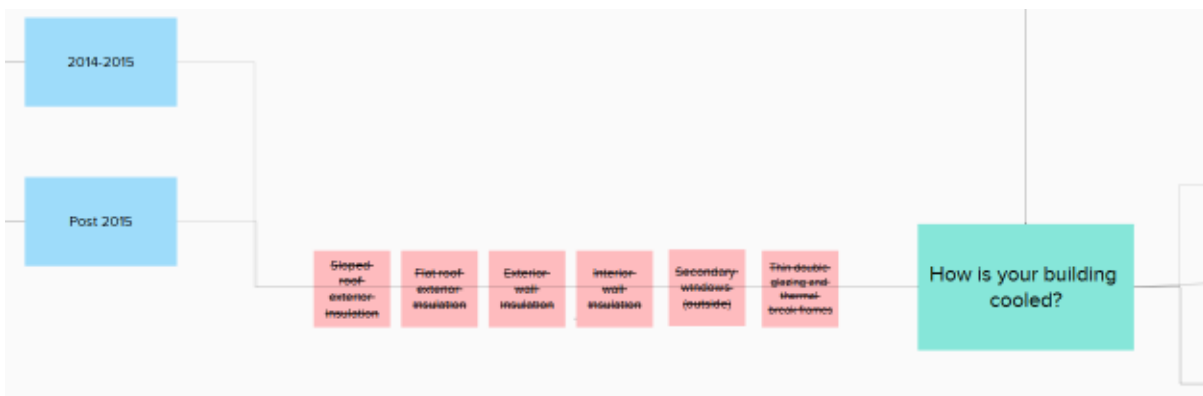 2014-2015
Post 2015
Sloped
roof
exterior
insulation
Flat roof
exterior
insulation
Exterior
wall
insulation
Interior
wall
insulation
Secondary
windows
(outside)
Thin double
glazing and
thermal
break frames
How is your building
cooled?